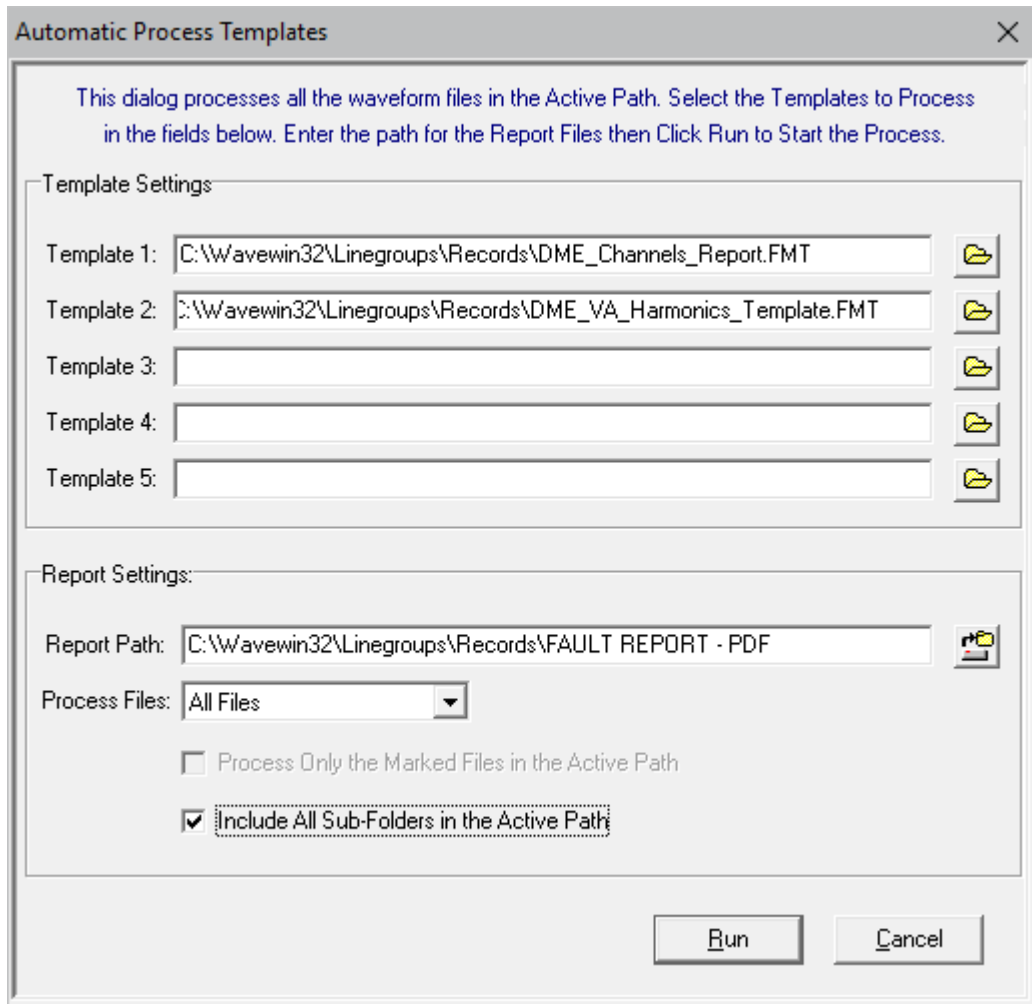 Automatic Process Templates
This dialog processes all the waveform files in the Active Path. Select the Templates to Process
in the fields below. Enter the path for the Report Files then Click Run to Start the Process.
Template Settings
Template 1: C:\Wavewin32\Linegroups\Records\DME_Channels_Report.FMT
Template 2: C:\Wavewin32\Linegroups\Records\DME_VA_Harmonics_Template.FMT
Template 3:
Template 4:
Template 5:
Report Settings:
Report Path: C:\Wavewin32\Linegroups\Records\FAULT REPORT - PDF
Process Files: All Files
Process Only the Marked Files in the Active Path
Include All Sub-Folders in the Active Path
Run Cancel